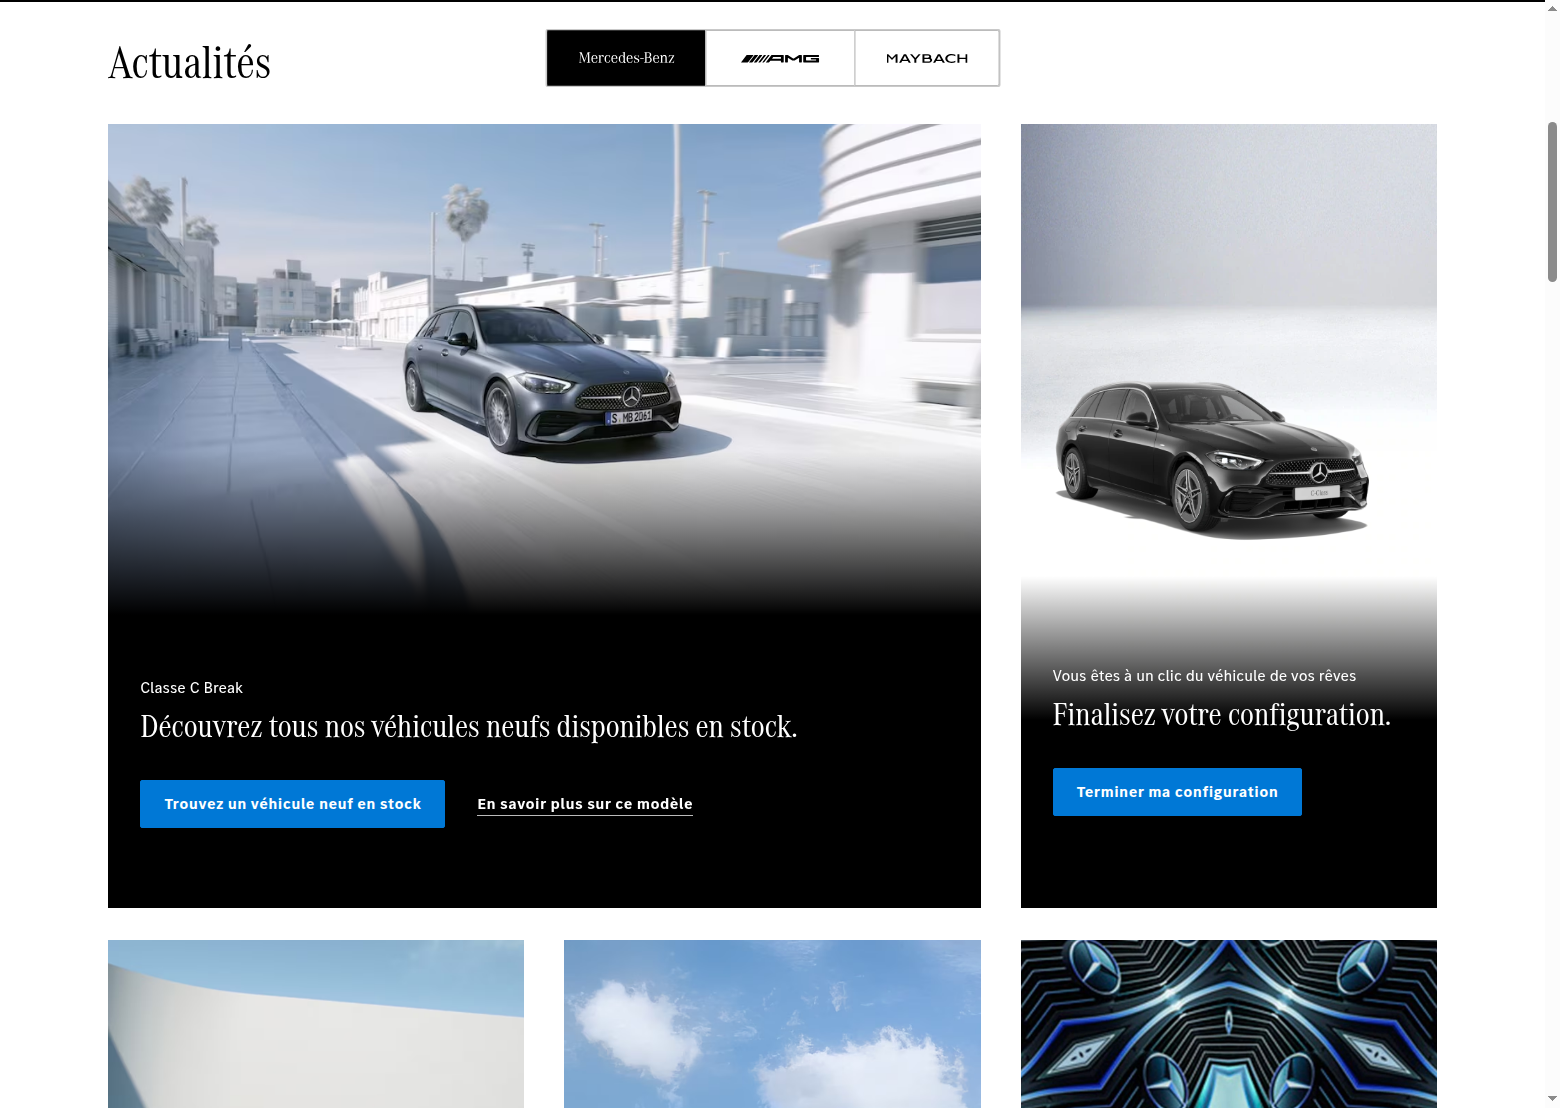 Actualités
Mercedes-Benz
AMG
MAYBACH
S MB 2061
C-Class
Classe C Break
Découvrez tous nos véhicules neufs disponibles en stock.
Trouvez un véhicule neuf en stock
En savoir plus sur ce modèle
Vous êtes à un clic du véhicule de vos rêves
Finalisez votre configuration.
Terminer ma configuration